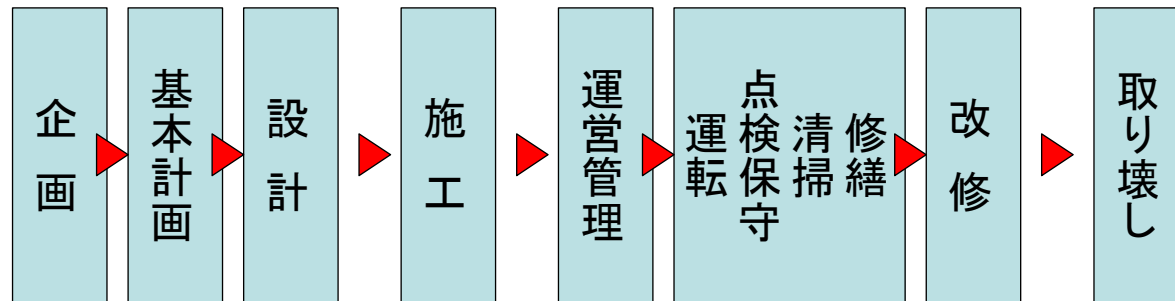 企画
基本計画
設計
施工
運営管理
運転
点検保守
清掃
修繕
改修
取り壊し